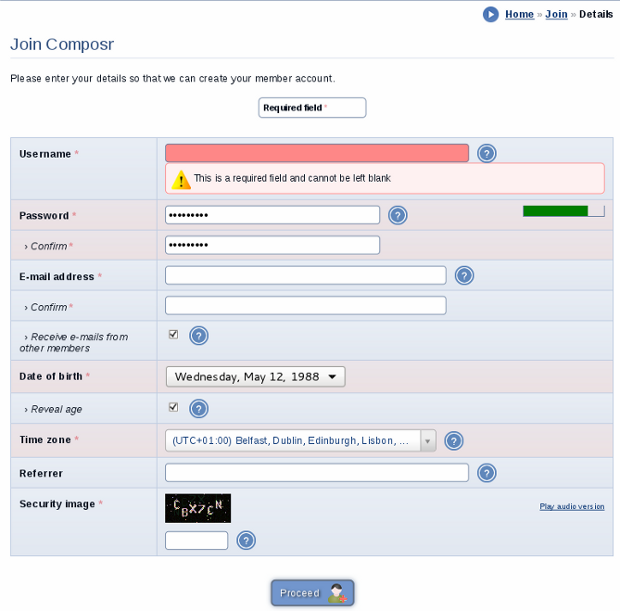 Home » Join » Details
Join Composr
Please enter your details so that we can create your member account.
Required field *
Username *
This is a required field and cannot be left blank
Password *
› Confirm *
E-mail address *
› Confirm *
› Receive e-mails from
other members
Date of birth *
Wednesday, May 12, 1988
› Reveal age
Time zone *
(UTC+01:00) Belfast, Dublin, Edinburgh, Lisbon, ...
Referrer
Security image *
CBX7CN
Play audio version
Proceed